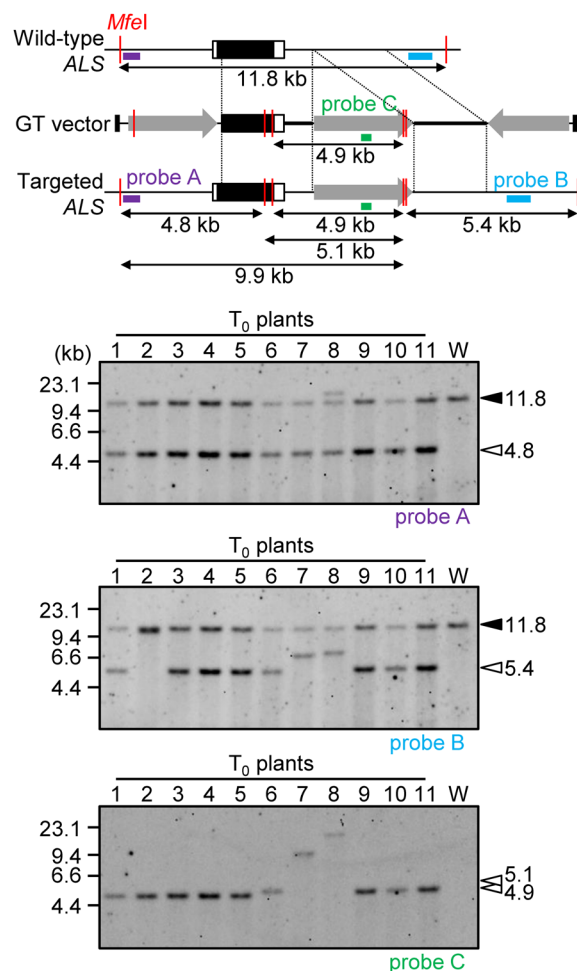 MfeI
Wild-type
ALS
11.8 kb
probe C
GT vector
4.9 kb
Targeted
ALS
probe A
probe B
4.8 kb
4.9 kb
5.4 kb
5.1 kb
9.9 kb
T0 plants
(kb) 1 2 3 4 5 6 7 8 9 10 11 W
23.1
9.4
6.6
4.4
11.8
4.8
probe A
T0 plants
1 2 3 4 5 6 7 8 9 10 11 W
23.1
9.4
6.6
4.4
11.8
5.4
probe B
T0 plants
1 2 3 4 5 6 7 8 9 10 11 W
23.1
9.4
6.6
4.4
5.1
4.9
probe C